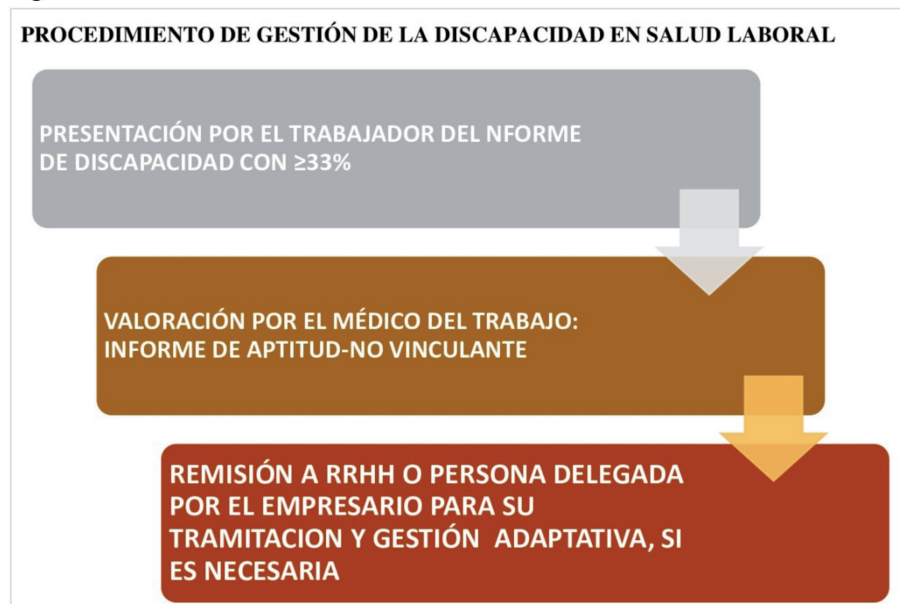 PROCEDIMIENTO DE GESTIÓN DE LA DISCAPACIDAD EN SALUD LABORAL
PRESENTACIÓN POR EL TRABAJADOR DEL NFORME
DE DISCAPACIDAD CON ≥33%
VALORACIÓN POR EL MÉDICO DEL TRABAJO:
INFORME DE APTITUD-NO VINCULANTE
REMISIÓN A RRHH O PERSONA DELEGADA
POR EL EMPRESARIO PARA SU
TRAMITACION Y GESTIÓN ADAPTATIVA, SI
ES NECESARIA